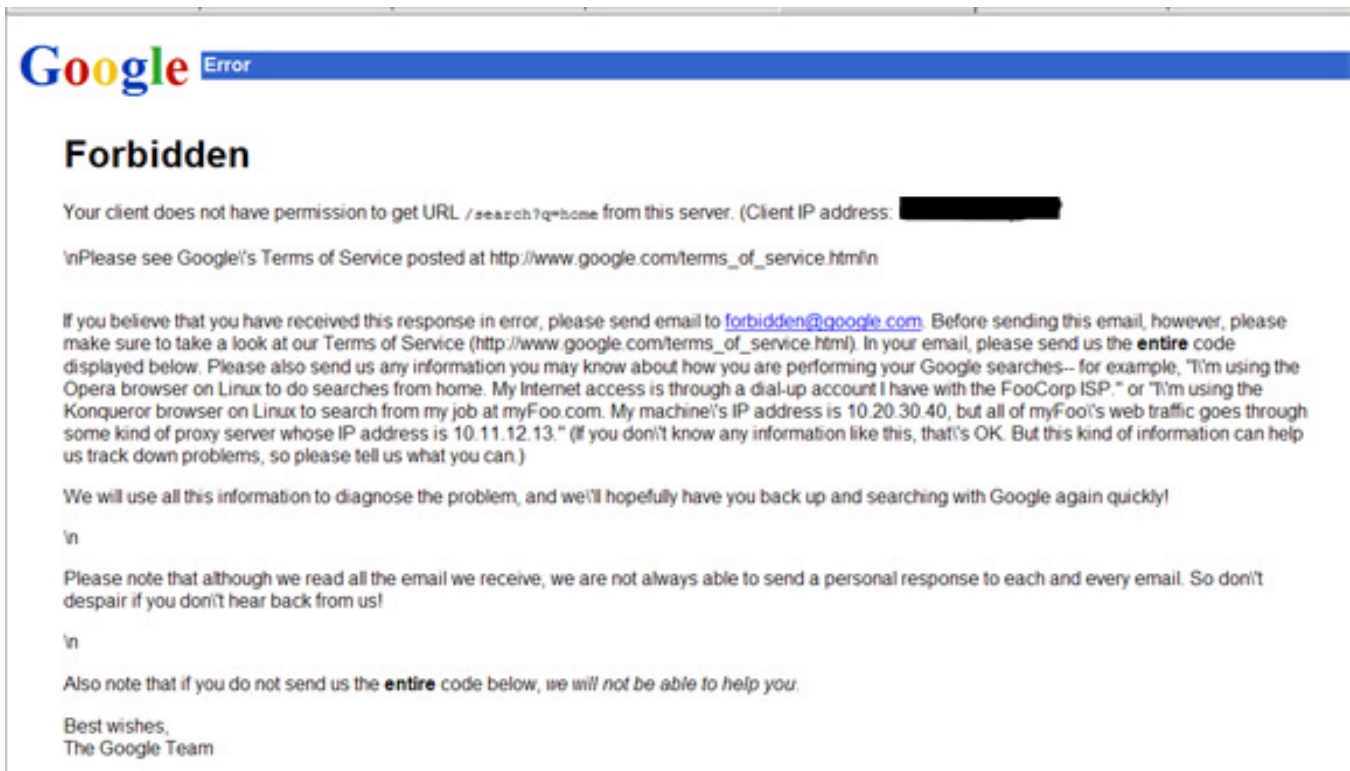 Google Error
Forbidden
Your client does not have permission to get URL /search?q=home from this server. (Client IP address:
\nPlease see Google\'s Terms of Service posted at http://www.google.com/terms_of_service.html\n
If you believe that you have received this response in error, please send email to forbidden@google.com. Before sending this email, however, please
make sure to take a look at our Terms of Service (http://www.google.com/terms_of_service.html). In your email, please send us the entire code
displayed below. Please also send us any information you may know about how you are performing your Google searches-- for example, "I\'m using the
Opera browser on Linux to do searches from home. My Internet access is through a dial-up account I have with the FooCorp ISP." or "I\'m using the
Konqueror browser on Linux to search from my job at myFoo.com. My machine\'s IP address is 10.20.30.40, but all of myFoo\'s web traffic goes through
some kind of proxy server whose IP address is 10.11.12.13." (If you don\'t know any information like this, that\'s OK. But this kind of information can help
us track down problems, so please tell us what you can.)
We will use all this information to diagnose the problem, and we\'ll hopefully have you back up and searching with Google again quickly!
\n
Please note that although we read all the email we receive, we are not always able to send a personal response to each and every email. So don\'t
despair if you don\'t hear back from us!
\n
Also note that if you do not send us the entire code below, we will not be able to help you.
Best wishes,
The Google Team